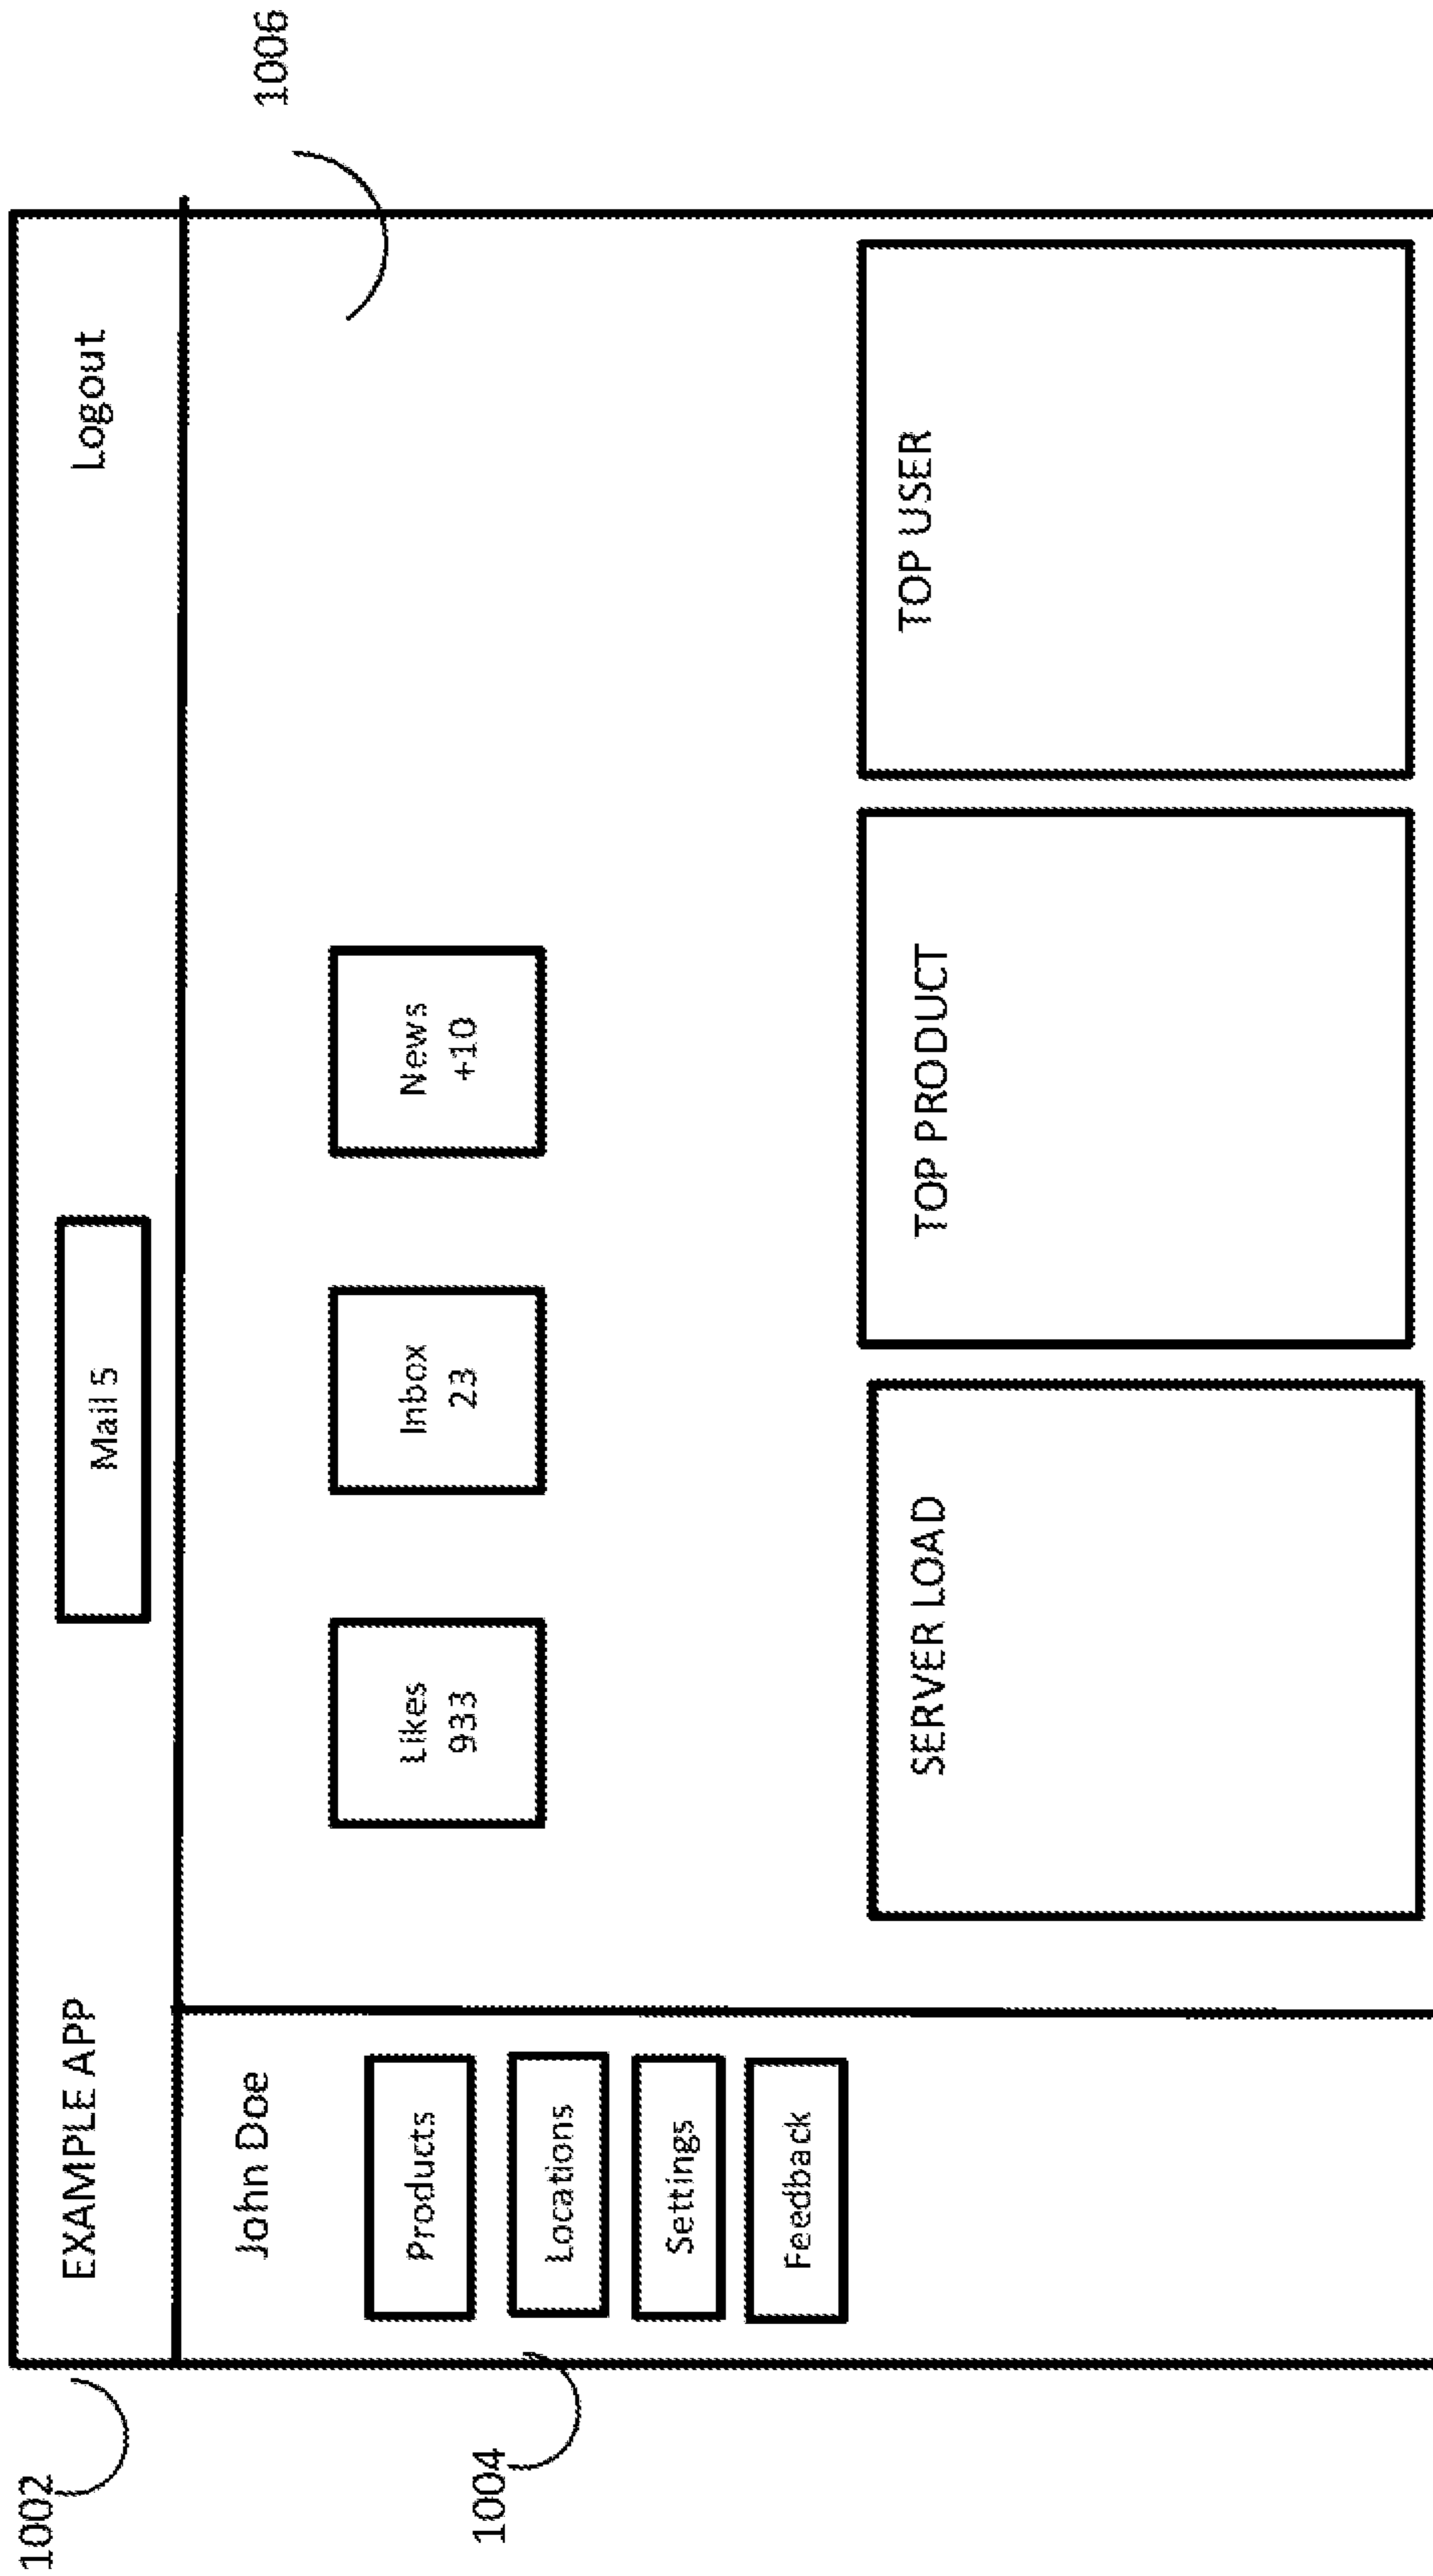 1002
EXAMPLE APP
Mail 5
Logout
1006
John Doe
1004
Products
Locations
Settings
Feedback
Likes
933
Inbox
23
News
+10
SERVER LOAD
TOP PRODUCT
TOP USER